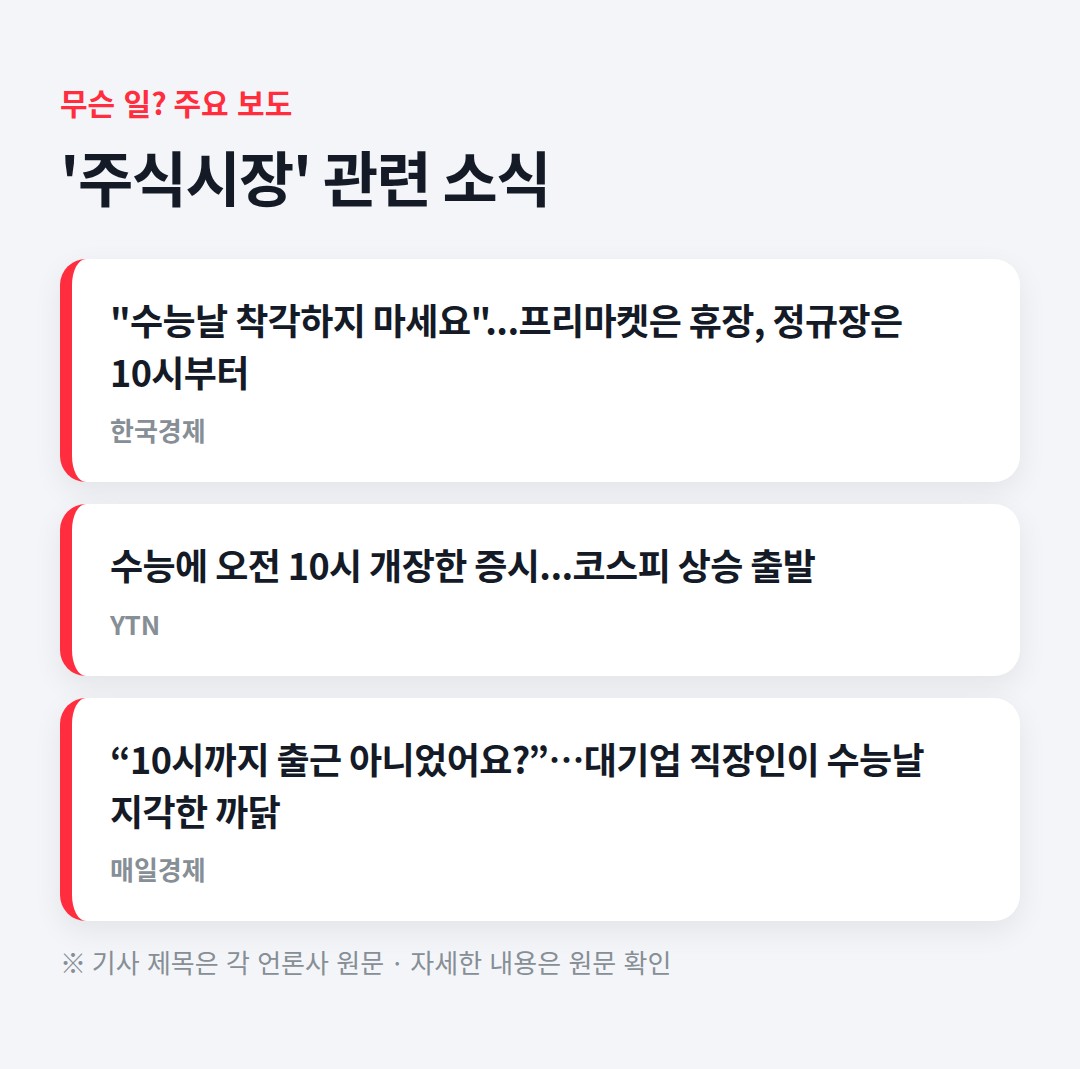 무슨 일? 주요 보도
'주식시장' 관련 소식
"수능날 착각하지 마세요"...프리마켓은 휴장, 정규장은
10시부터
한국경제
수능에 오전 10시 개장한 증시...코스피 상승 출발
YTN
“10시까지 출근 아니었어요?”…대기업 직장인이 수능날
지각한 까닭
매일경제
※ 기사 제목은 각 언론사 원문 · 자세한 내용은 원문 확인